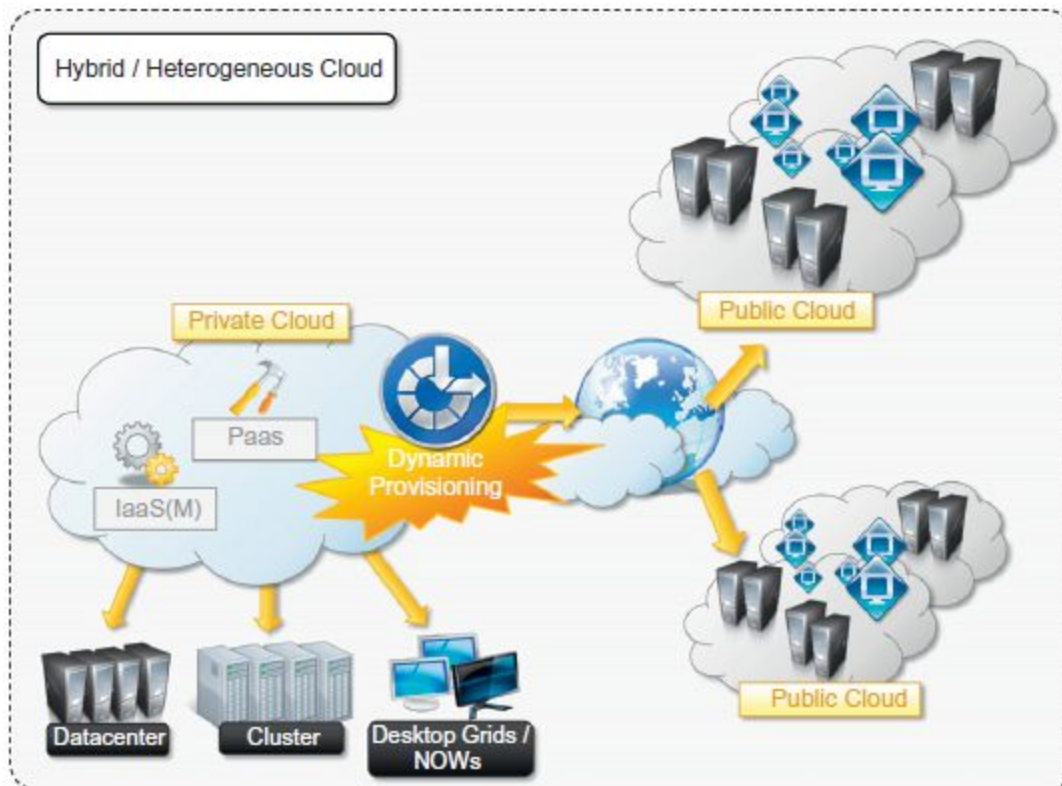 Hybrid / Heterogeneous Cloud
Public Cloud
Private Cloud
Paas
Dynamic
Provisioning
IaaS(M)
Public Cloud
Datacenter
Cluster
Desktop Grids /
NOWs